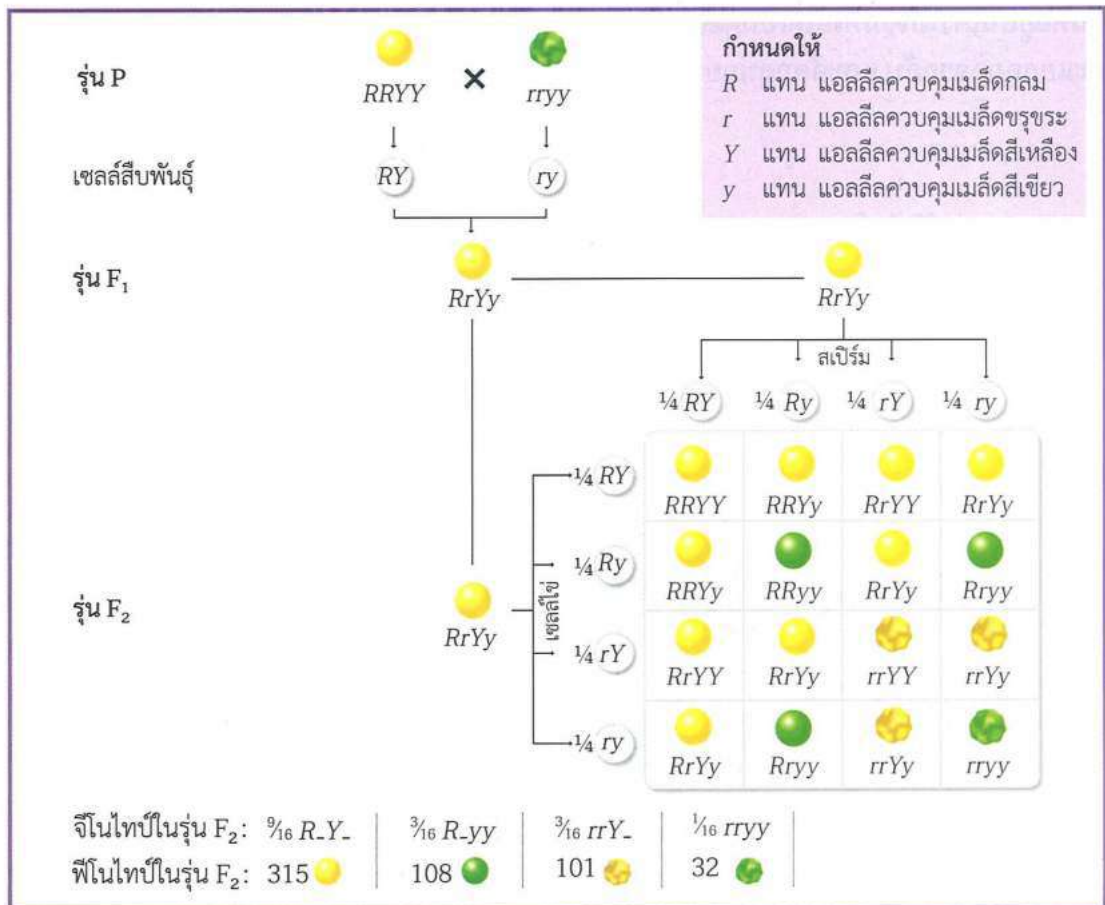 รุ่น P
RRYY × rryy
กำหนดให้
R แทน แอลลีลควบคุมเมล็ดกลม
r แทน แอลลีลควบคุมเมล็ดขรุขระ
Y แทน แอลลีลควบคุมเมล็ดสีเหลือง
y แทน แอลลีลควบคุมเมล็ดสีเขียว
เซลล์สืบพันธุ์ RY ry
รุ่น F₁
RrYy RrYy
สเปิร์ม
¼ RY ¼ Ry ¼ rY ¼ ry
¼ RY
RRYY RRYy RrYY RrYy
¼ Ry
RRYy RRyy RrYy Rryy
เซลล์ไข่
รุ่น F₂
RrYy
¼ rY
RrYY RrYy rrYY rrYy
¼ ry
RrYy Rryy rrYy rryy
จีโนไทป์ในรุ่น F₂: 9⁄16 R_Y_ 3⁄16 R_yy 3⁄16 rrY_ 1⁄16 rryy
ฟีโนไทป์ในรุ่น F₂: 315 108 101 32